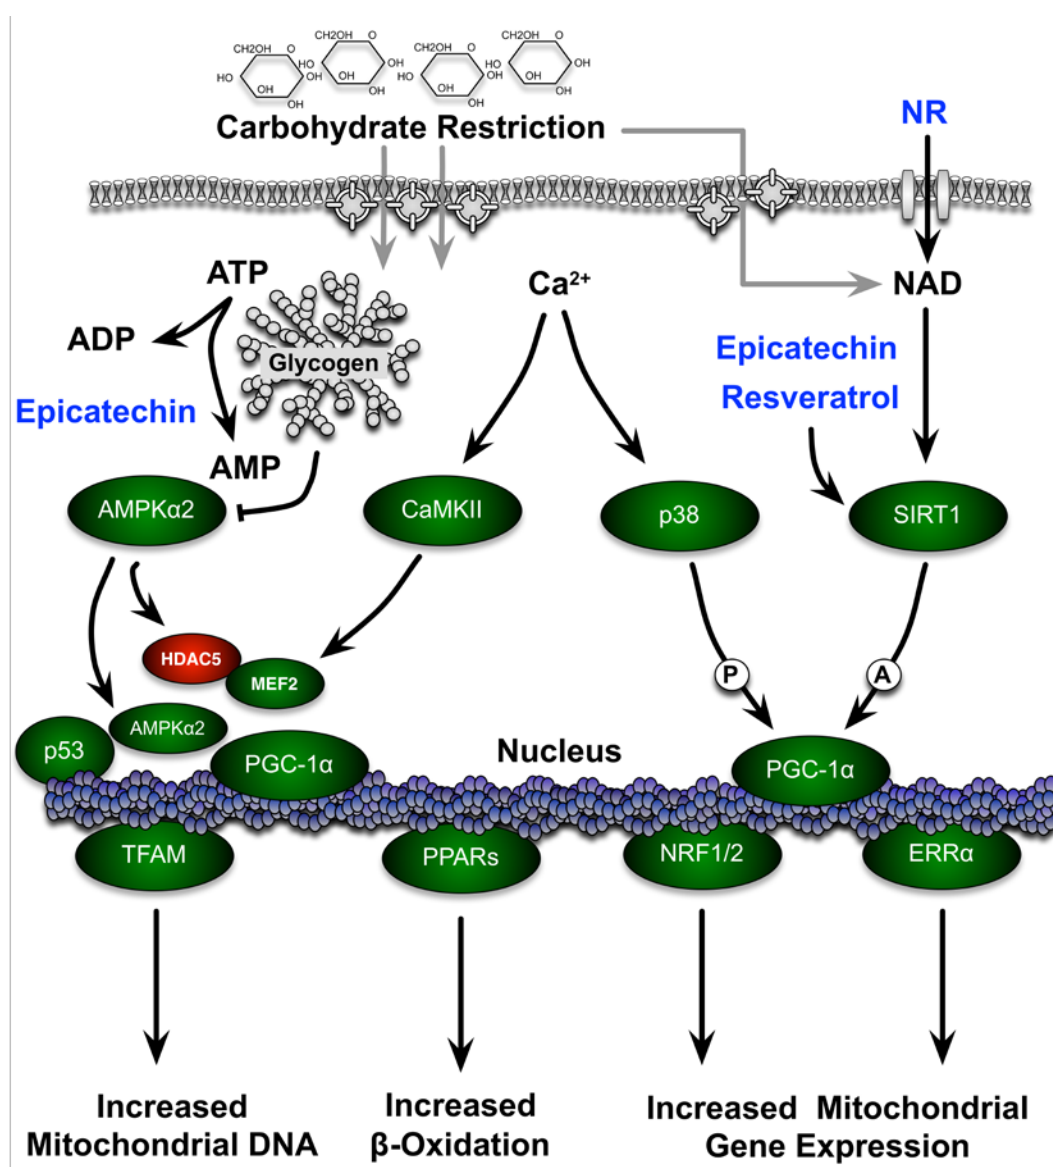 CH2OH O
HO OH
OH
OH
CH2OH O
HO OH
OH
OH
CH2OH O
HO OH
OH
OH
CH2OH O
HO OH
OH
OH
Carbohydrate Restriction
NR
ATP
ADP
Glycogen
Ca²⁺
NAD
Epicatechin
AMP
Epicatechin
Resveratrol
AMPKα2
CaMKII
p38
SIRT1
HDAC5
MEF2
P
A
AMPKα2
p53
PGC-1α
Nucleus
PGC-1α
TFAM
PPARs
NRF1/2
ERRα
Increased
Mitochondrial DNA
Increased
β-Oxidation
Increased Mitochondrial
Gene Expression